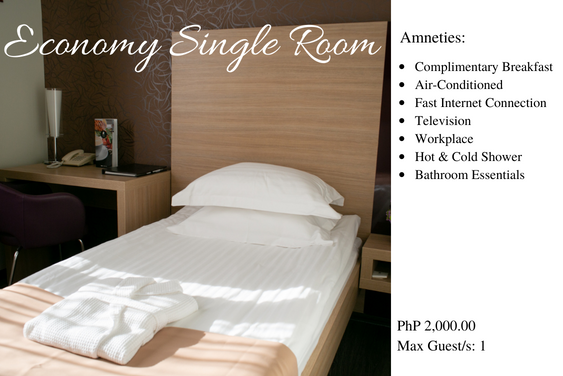 Economy Single Room
Amneties:
Complimentary Breakfast
Air-Conditioned
Fast Internet Connection
Television
Workplace
Hot & Cold Shower
Bathroom Essentials
PhP 2,000.00
Max Guest/s: 1